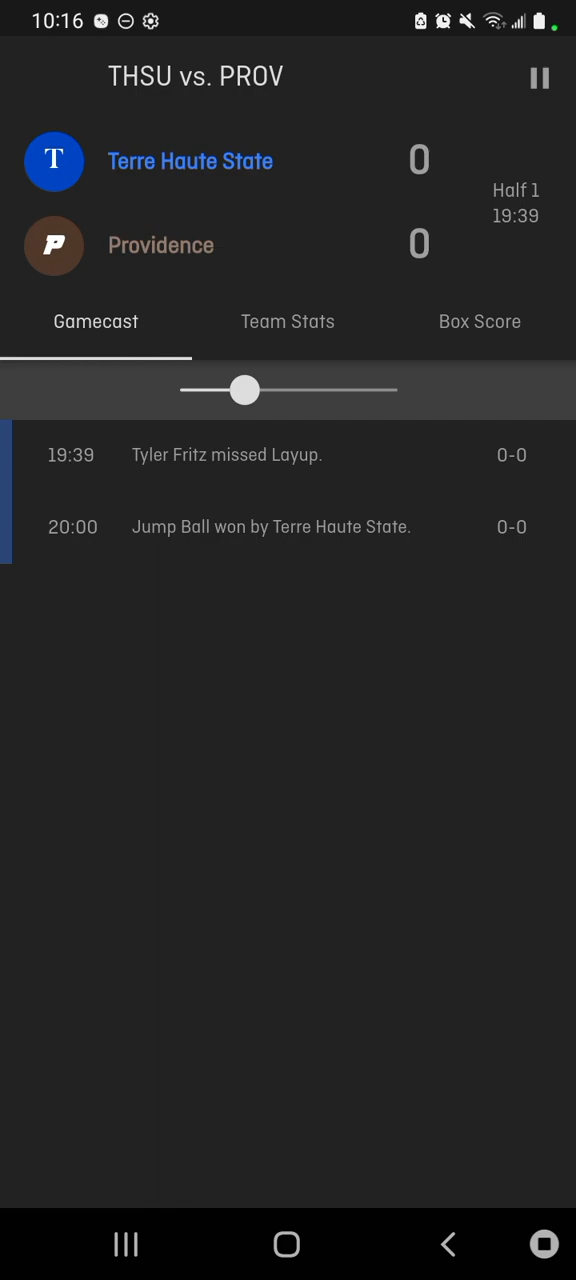 10:16
THSU vs. PROV
T Terre Haute State 0
Half 1
19:39
P Providence 0
Gamecast Team Stats Box Score
19:39 Tyler Fritz missed Layup. 0-0
20:00 Jump Ball won by Terre Haute State. 0-0